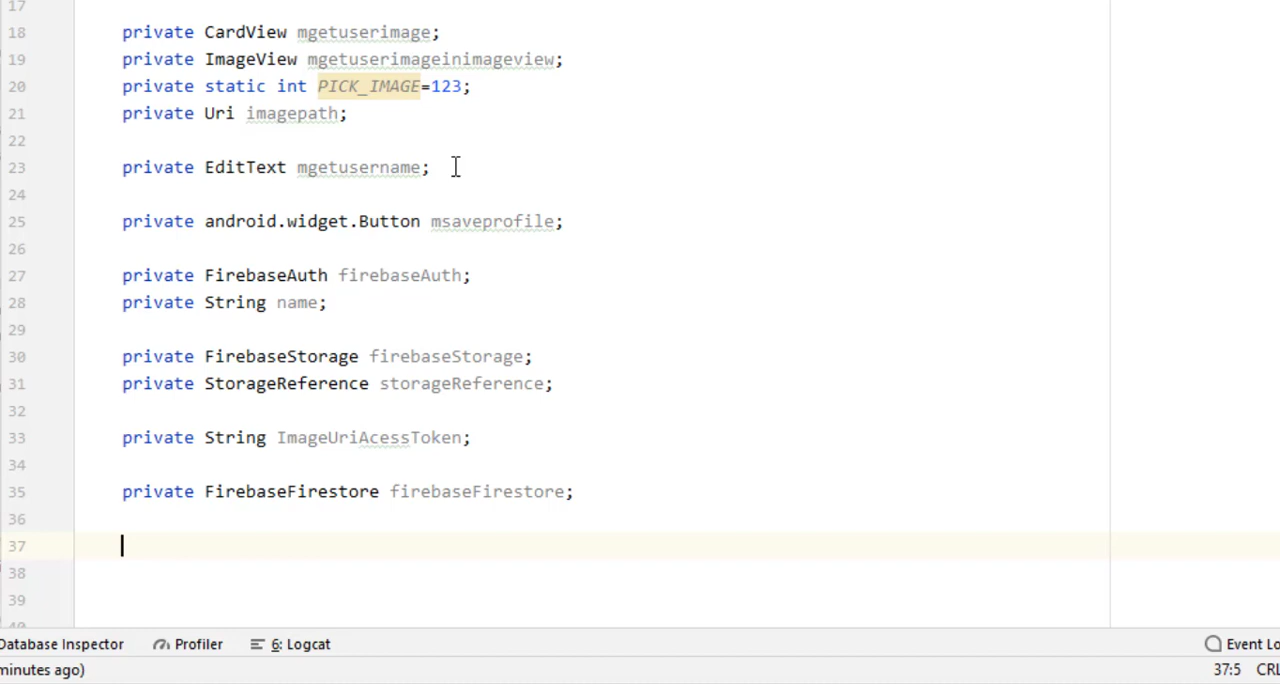 17
18 private CardView mgetuserimage;
19 private ImageView mgetuserimageinimageview;
20 private static int PICK_IMAGE=123;
21 private Uri imagepath;
22
23 private EditText mgetusername;
24
25 private android.widget.Button msaveprofile;
26
27 private FirebaseAuth firebaseAuth;
28 private String name;
29
30 private FirebaseStorage firebaseStorage;
31 private StorageReference storageReference;
32
33 private String ImageUriAcessToken;
34
35 private FirebaseFirestore firebaseFirestore;
36
37
38
39
40
Database Inspector Profiler 6: Logcat Event Lo
minutes ago) 37:5 CRL